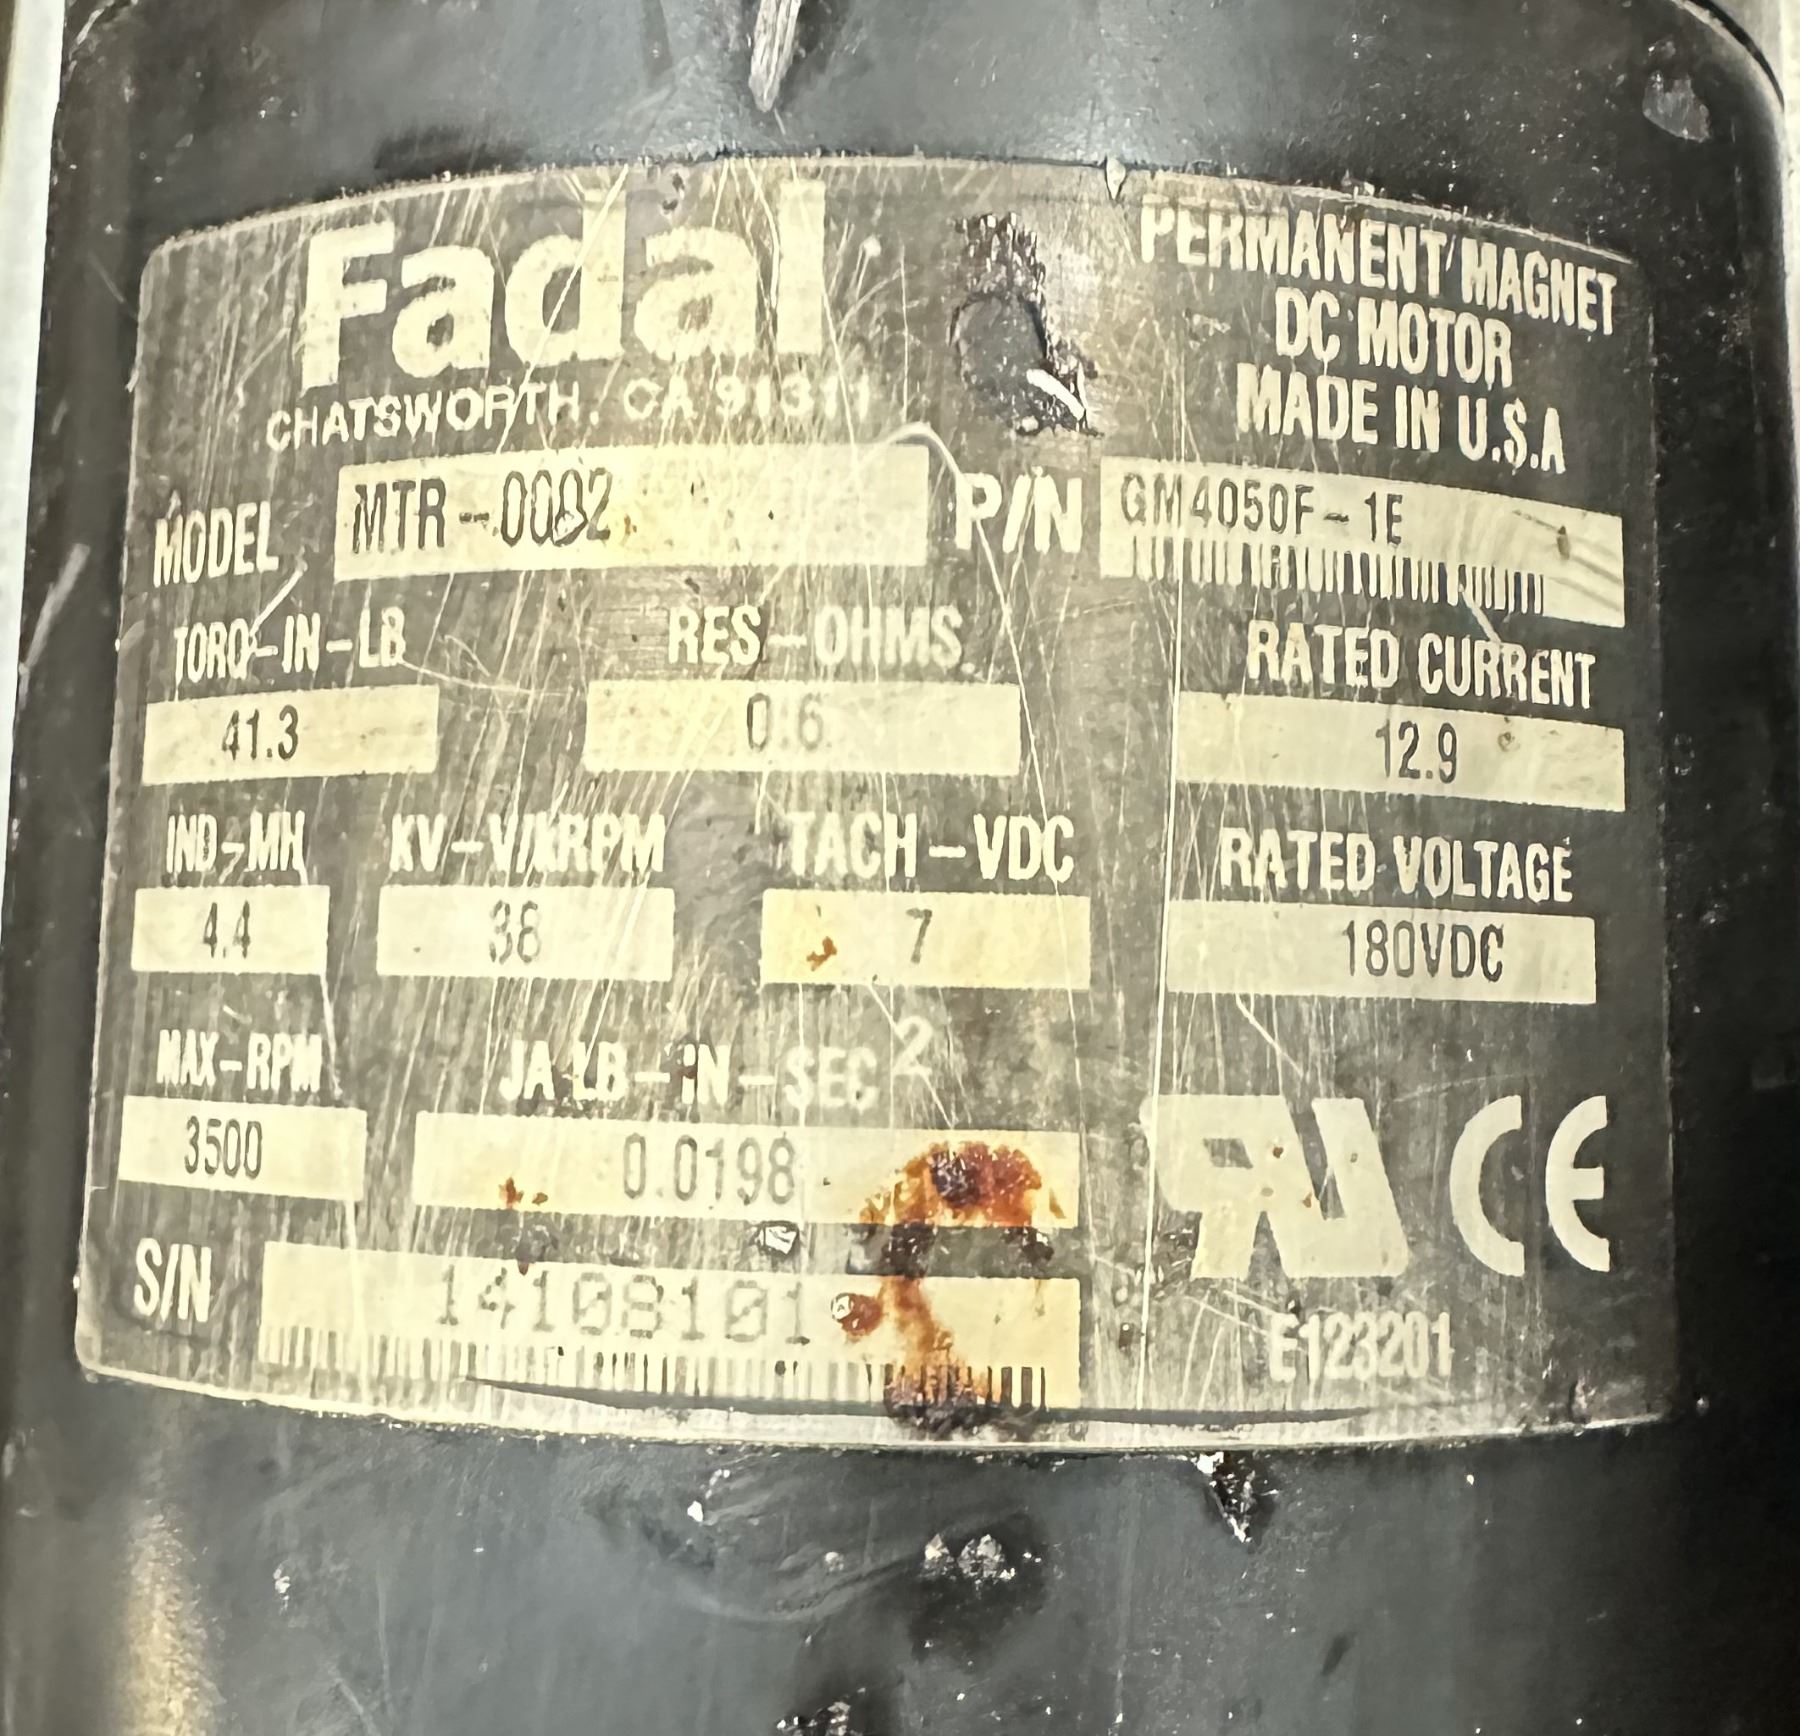 Fadal
CHATSWORTH, CA 91311
PERMANENT MAGNET
DC MOTOR
MADE IN U.S.A
MODEL MTR-0002
P/N GM4050F-1E
TORQ-IN-LB RES-OHMS RATED CURRENT
41.3 0.6 12.9
IND-MH KV-V/KRPM TACH-VDC RATED VOLTAGE
4.4 38 7 180VDC
MAX-RPM JA LB-IN-SEC²
3500 0.0198
S/N 14108101
CE
E123201